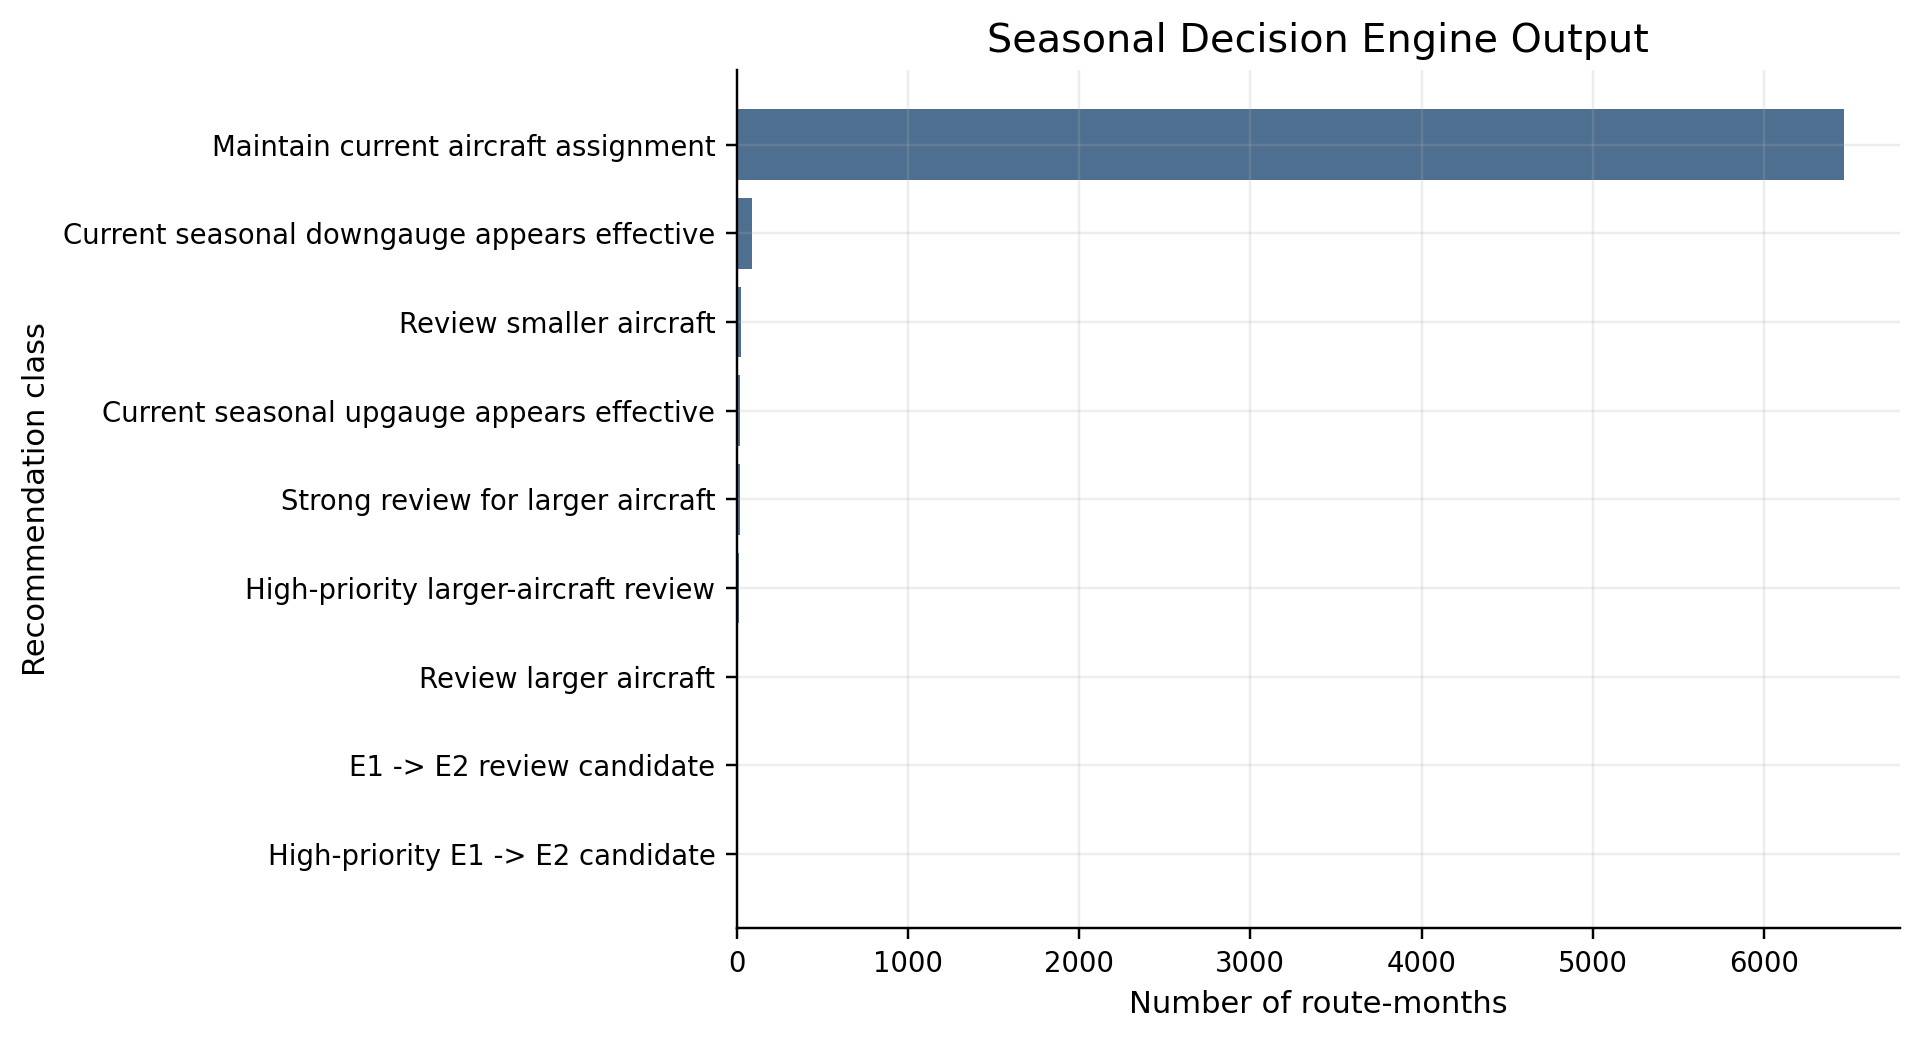 Seasonal Decision Engine Output
Recommendation class
Maintain current aircraft assignment
Current seasonal downgauge appears effective
Review smaller aircraft
Current seasonal upgauge appears effective
Strong review for larger aircraft
High-priority larger-aircraft review
Review larger aircraft
E1 -> E2 review candidate
High-priority E1 -> E2 candidate
0 1000 2000 3000 4000 5000 6000
Number of route-months